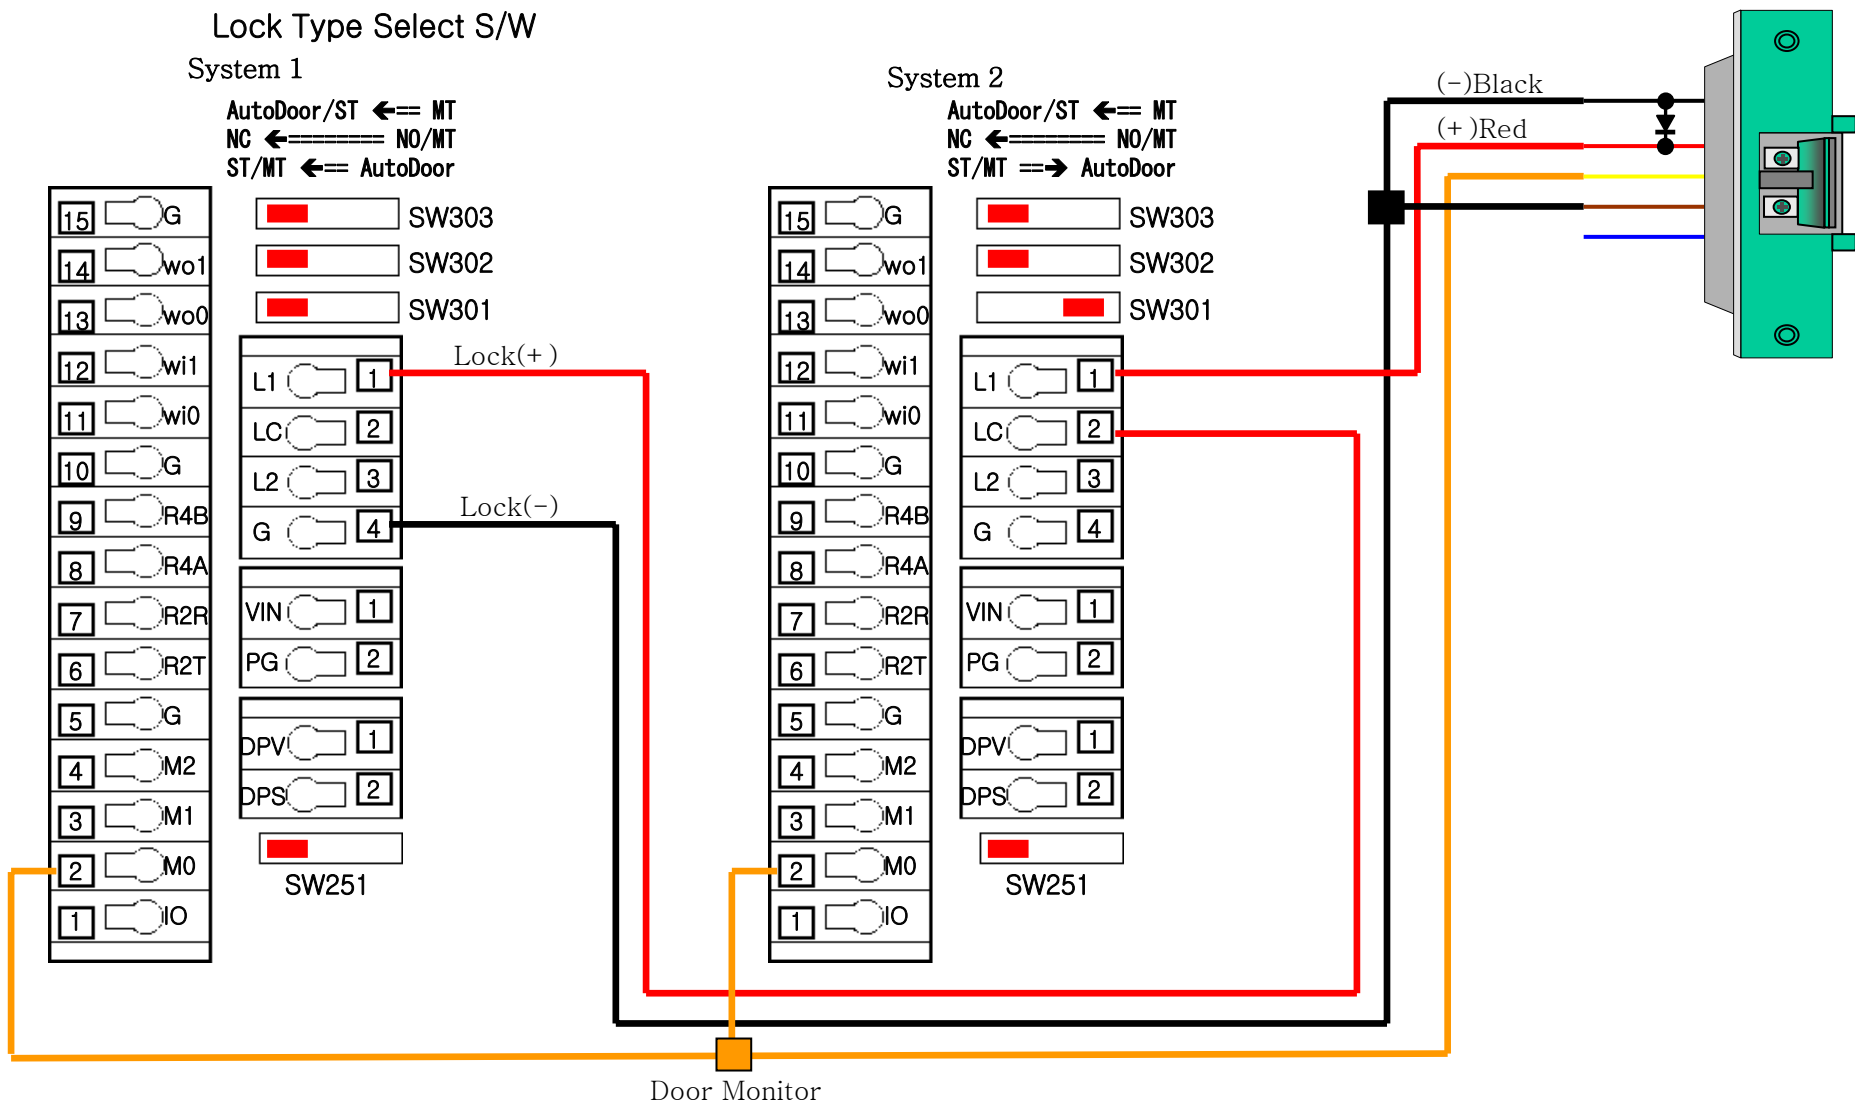 Lock Type Select S/W
System 1
AutoDoor/ST ←== MT
NC ←======== NO/MT
ST/MT ←== AutoDoor
SW303
SW302
SW301
15 G
14 wo1
13 wo0
12 wi1
11 wi0
10 G
9 R4B
8 R4A
7 R2R
6 R2T
5 G
4 M2
3 M1
2 M0
1 IO
L1 1
LC 2
L2 3
G 4
VIN 1
PG 2
DPV 1
DPS 2
SW251
Lock(+)
Lock(-)
System 2
AutoDoor/ST ←== MT
NC ←======== NO/MT
ST/MT ==→ AutoDoor
SW303
SW302
SW301
15 G
14 wo1
13 wo0
12 wi1
11 wi0
10 G
9 R4B
8 R4A
7 R2R
6 R2T
5 G
4 M2
3 M1
2 M0
1 IO
L1 1
LC 2
L2 3
G 4
VIN 1
PG 2
DPV 1
DPS 2
SW251
(-)Black
(+)Red
Door Monitor